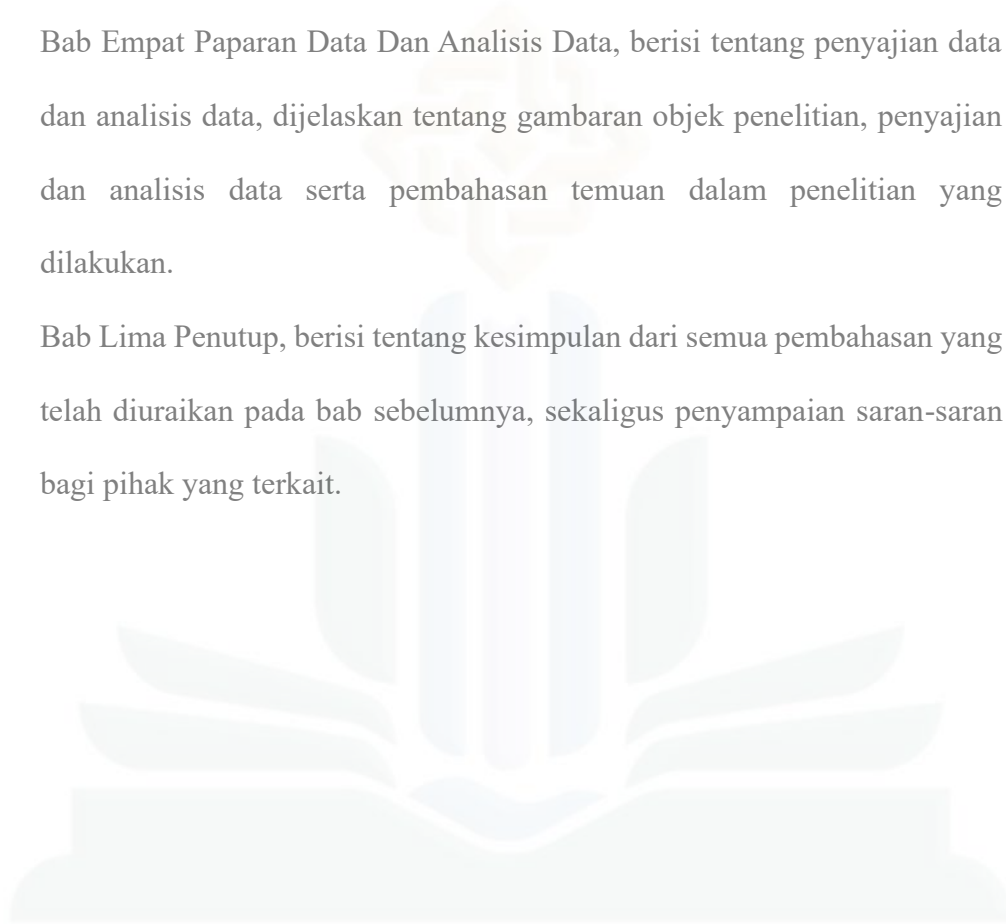 Bab Empat Paparan Data Dan Analisis Data, berisi tentang penyajian data
dan analisis data, dijelaskan tentang gambaran objek penelitian, penyajian
dan analisis data serta pembahasan temuan dalam penelitian yang
dilakukan.
Bab Lima Penutup, berisi tentang kesimpulan dari semua pembahasan yang
telah diuraikan pada bab sebelumnya, sekaligus penyampaian saran-saran
bagi pihak yang terkait.